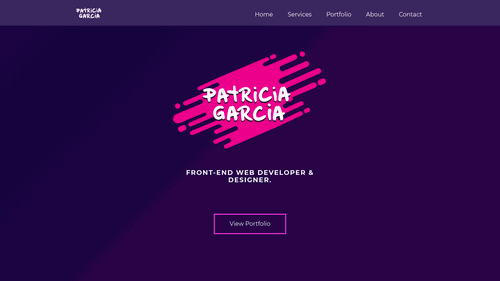 PATRICIA
GARCIA
Home Services Portfolio About Contact
PATRICIA
GARCIA
FRONT-END WEB DEVELOPER &
DESIGNER.
View Portfolio